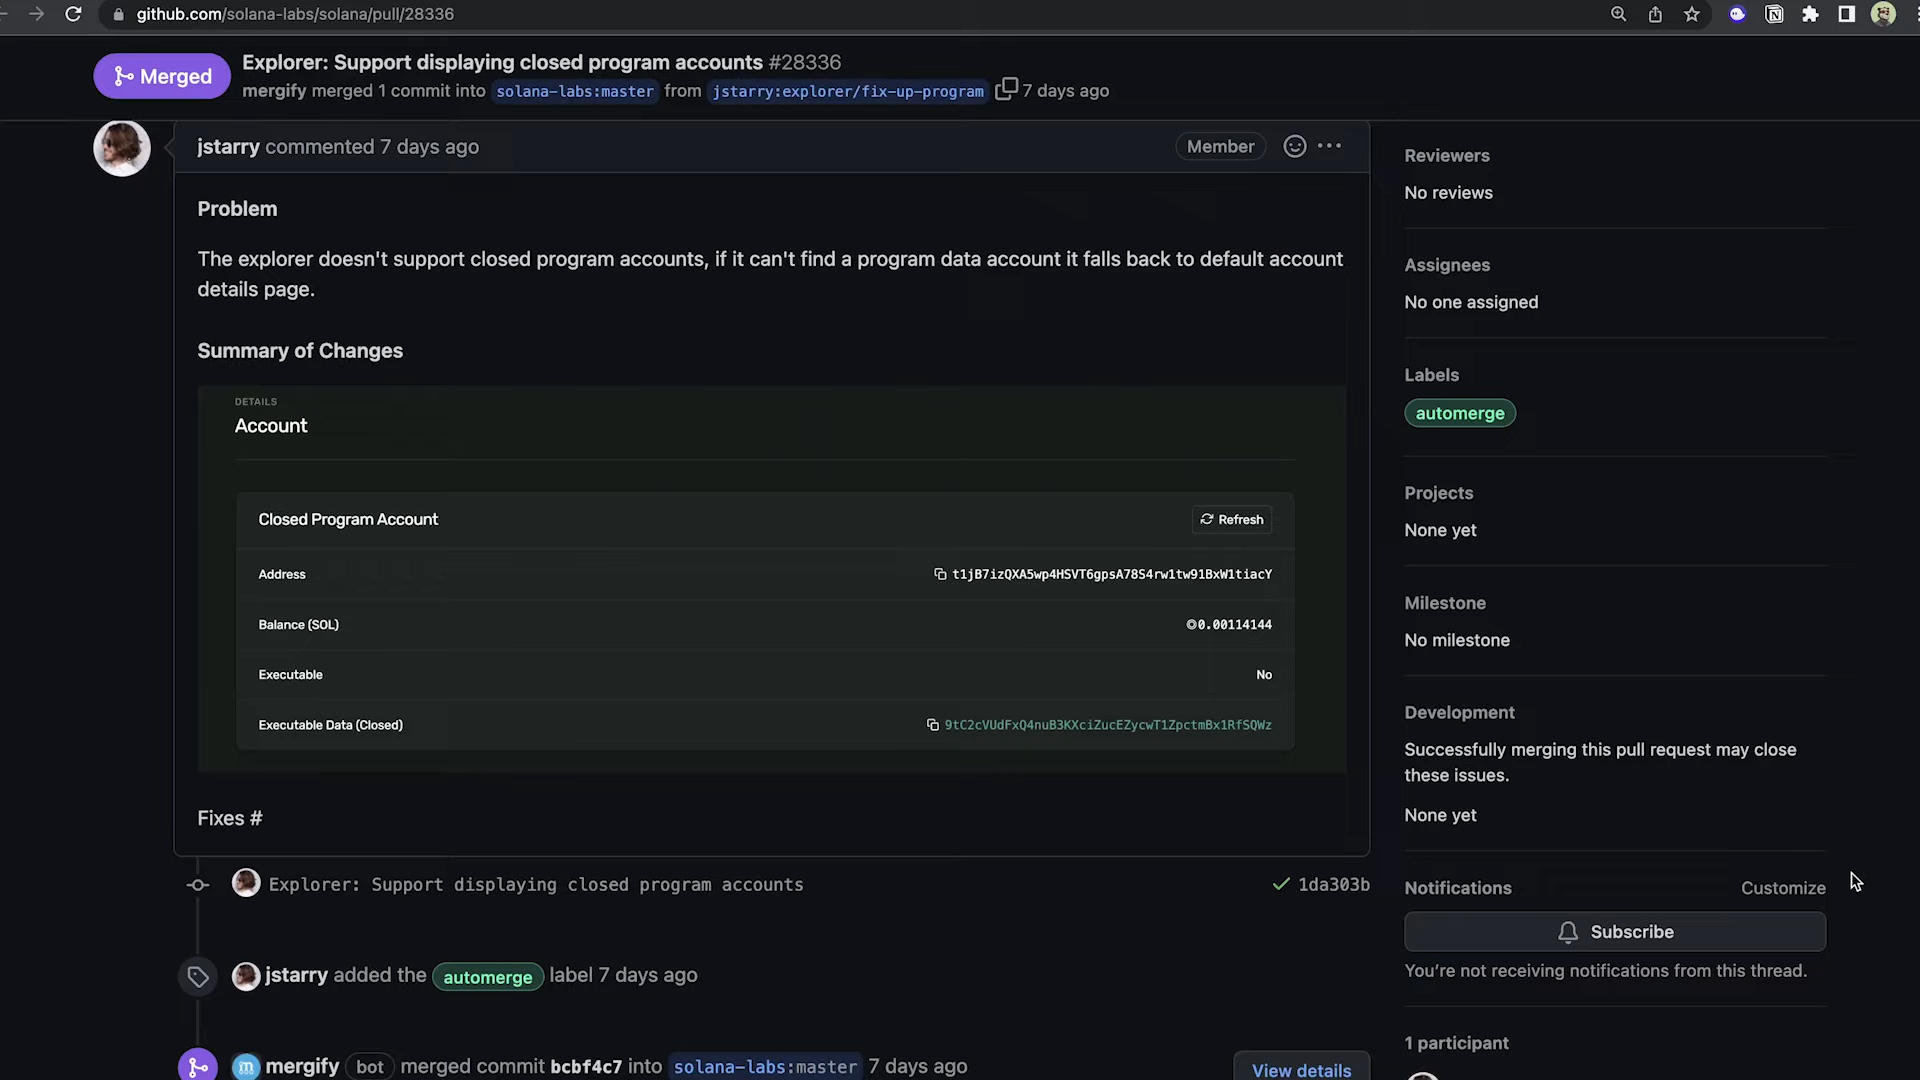 github.com/solana-labs/solana/pull/28336
Merged
Explorer: Support displaying closed program accounts #28336
mergify merged 1 commit into solana-labs:master from jstarry:explorer/fix-up-program 7 days ago
jstarry commented 7 days ago
Member
Problem
The explorer doesn't support closed program accounts, if it can't find a program data account it falls back to default account
details page.
Summary of Changes
DETAILS
Account
Closed Program Account
Refresh
Address
t1jB7izQXA5wp4HSVT6gpsA78S4rw1tw91BxW1tiacY
Balance (SOL)
◎0.00114144
Executable
No
Executable Data (Closed)
9tC2cVUdFxQ4nuB3KXciZucEZycwT1ZpctmBx1RfSQWz
Fixes #
Explorer: Support displaying closed program accounts
1da303b
jstarry added the automerge label 7 days ago
mergify bot merged commit bcbf4c7 into solana-labs:master 7 days ago
View details
Reviewers
No reviews
Assignees
No one assigned
Labels
automerge
Projects
None yet
Milestone
No milestone
Development
Successfully merging this pull request may close
these issues.
None yet
Notifications
Customize
Subscribe
You're not receiving notifications from this thread.
1 participant